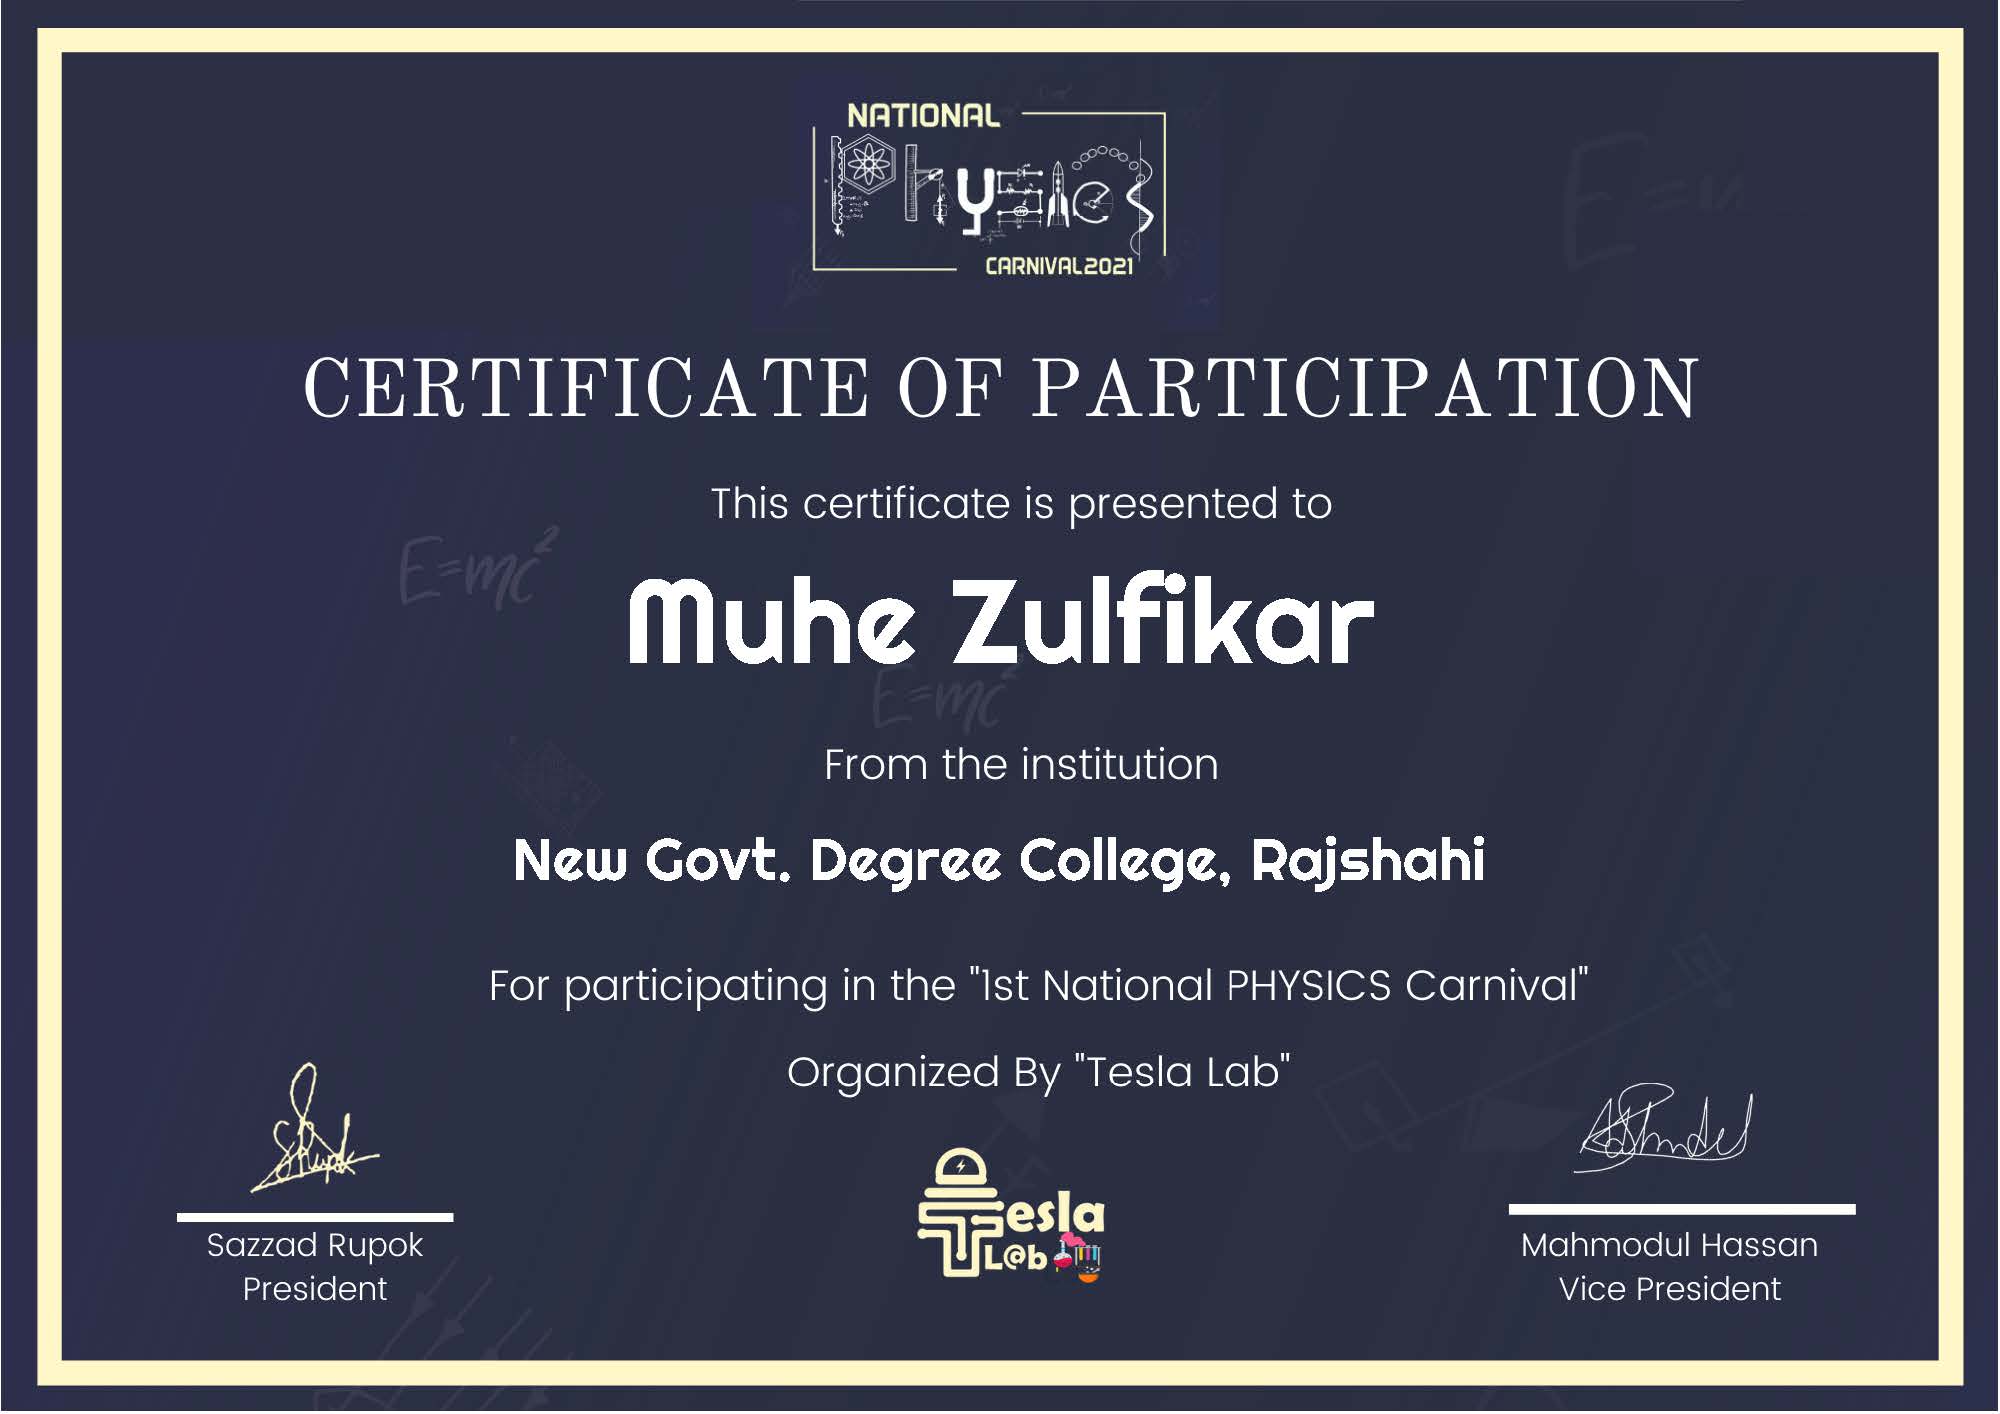 NATIONAL
Physics
CARNIVAL2021
CERTIFICATE OF PARTICIPATION
This certificate is presented to
E=mc²
Muhe Zulfikar
E=mc²
From the institution
New Govt. Degree College, Rajshahi
For participating in the "1st National PHYSICS Carnival"
Organized By "Tesla Lab"
Tesla
L@b
Sazzad Rupok
President
Mahmodul Hassan
Vice President